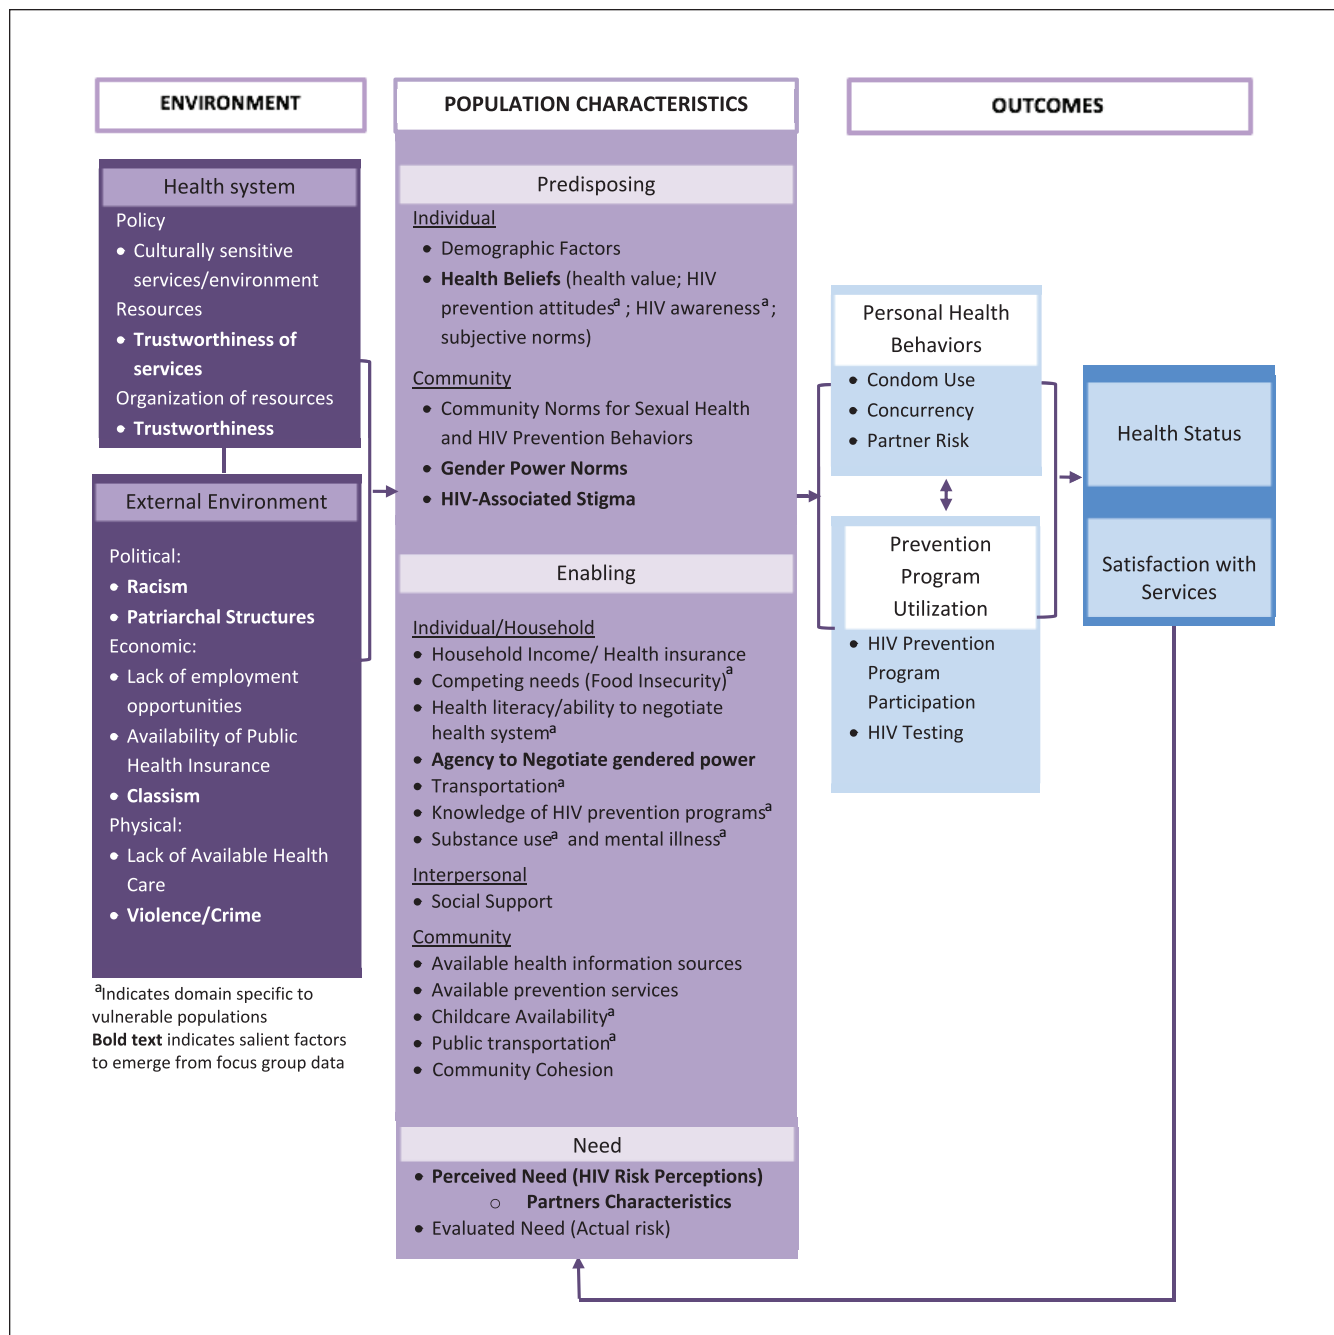 ENVIRONMENT
Health system
Policy
• Culturally sensitive
services/environment
Resources
• Trustworthiness of
services
Organization of resources
• Trustworthiness
External Environment
Political:
• Racism
• Patriarchal Structures
Economic:
• Lack of employment
opportunities
• Availability of Public
Health Insurance
• Classism
Physical:
• Lack of Available Health
Care
• Violence/Crime
aIndicates domain specific to
vulnerable populations
Bold text indicates salient factors
to emerge from focus group data
POPULATION CHARACTERISTICS
Predisposing
Individual
• Demographic Factors
• Health Beliefs (health value; HIV
prevention attitudesa ; HIV awarenessa ;
subjective norms)
Community
• Community Norms for Sexual Health
and HIV Prevention Behaviors
• Gender Power Norms
• HIV-Associated Stigma
Enabling
Individual/Household
• Household Income/ Health insurance
• Competing needs (Food Insecurity)a
• Health literacy/ability to negotiate
health systema
• Agency to Negotiate gendered power
• Transportationa
• Knowledge of HIV prevention programsa
• Substance usea and mental illnessa
Interpersonal
• Social Support
Community
• Available health information sources
• Available prevention services
• Childcare Availabilitya
• Public transportationa
• Community Cohesion
Need
• Perceived Need (HIV Risk Perceptions)
o Partners Characteristics
• Evaluated Need (Actual risk)
OUTCOMES
Personal Health
Behaviors
• Condom Use
• Concurrency
• Partner Risk
Prevention
Program
Utilization
• HIV Prevention
Program
Participation
• HIV Testing
Health Status
Satisfaction with
Services